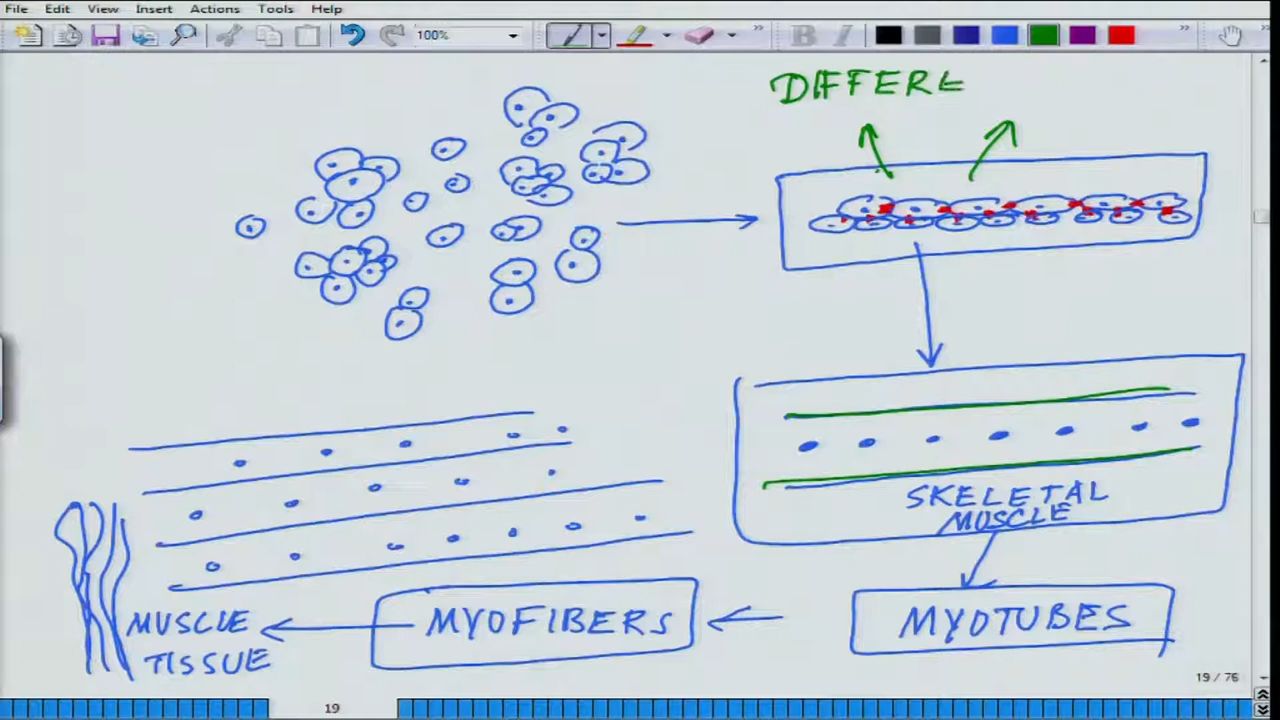 File Edit View Insert Actions Tools Help
100%
DIFFERE
SKELETAL
MUSCLE
MYOTUBES
MYOFIBERS
MUSCLE
TISSUE
19 / 76
19